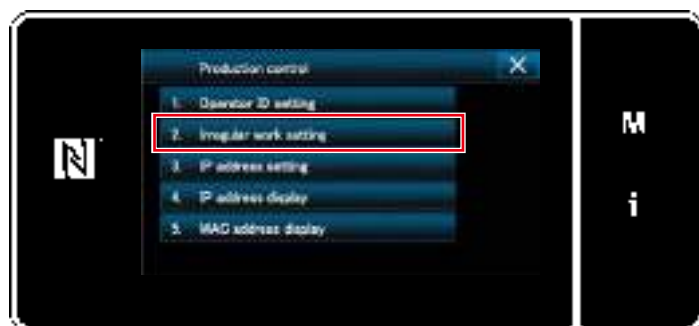 Production control
1. Operator ID setting
2. Irregular work setting
3. IP address setting
4. IP address display
5. MAC address display
M
i